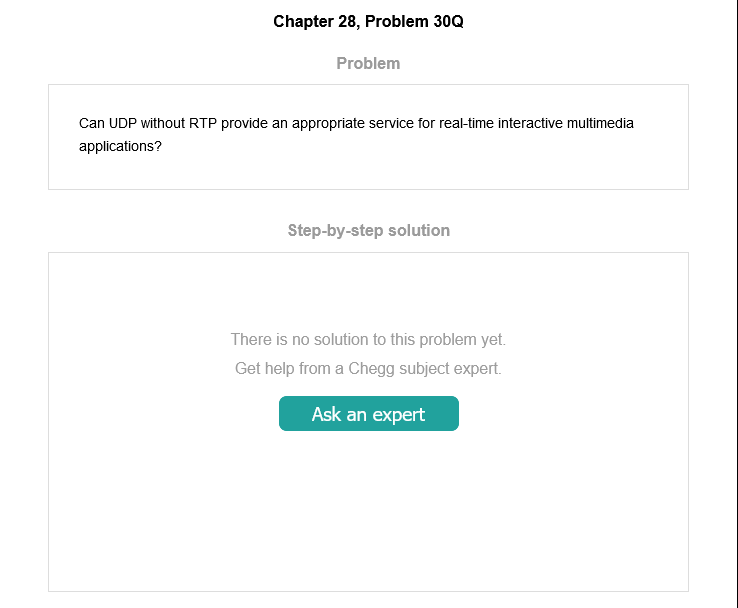 Chapter 28, Problem 30Q
Problem
Can UDP without RTP provide an appropriate service for real-time interactive multimedia
applications?
Step-by-step solution
There is no solution to this problem yet.
Get help from a Chegg subject expert.
Ask an expert